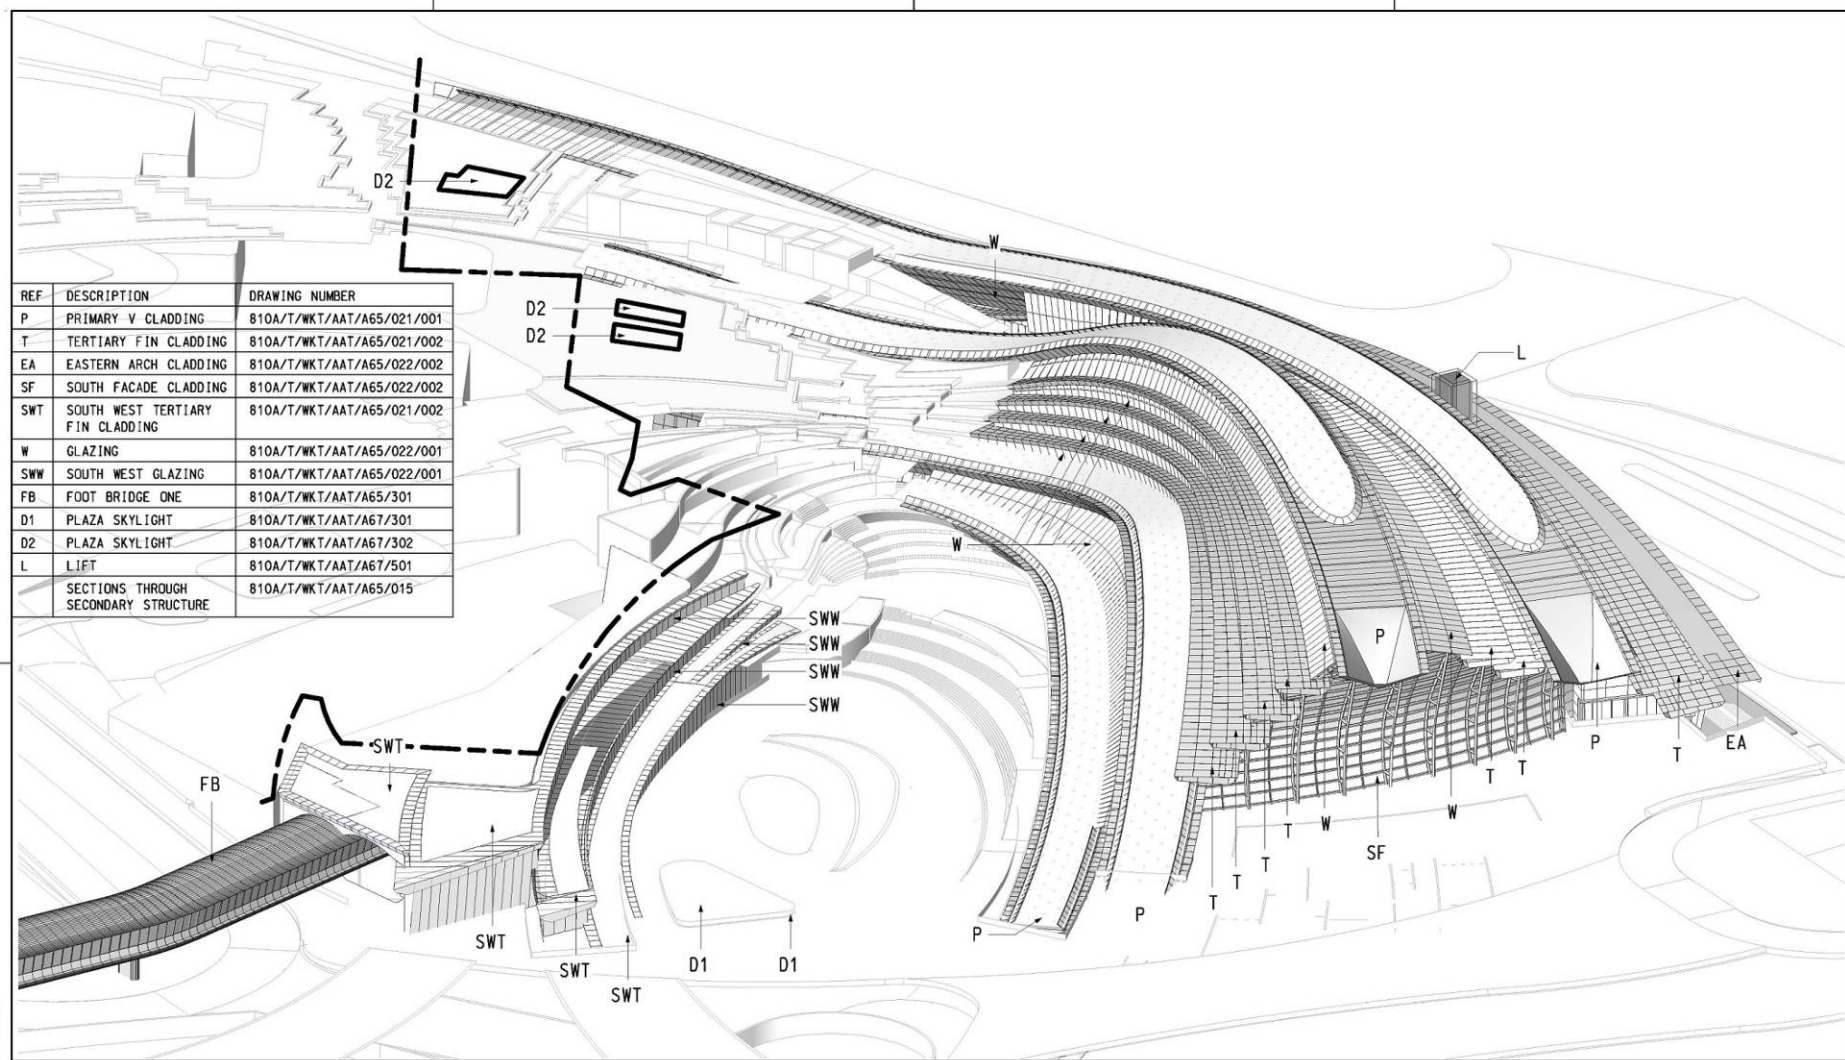 D2
W
D2
D2
L
REF DESCRIPTION DRAWING NUMBER
P PRIMARY V CLADDING 810A/T/WKT/AAT/A65/021/001
T TERTIARY FIN CLADDING 810A/T/WKT/AAT/A65/021/002
EA EASTERN ARCH CLADDING 810A/T/WKT/AAT/A65/022/002
SF SOUTH FACADE CLADDING 810A/T/WKT/AAT/A65/022/002
SWT SOUTH WEST TERTIARY 810A/T/WKT/AAT/A65/021/002
FIN CLADDING
W GLAZING 810A/T/WKT/AAT/A65/022/001
SWW SOUTH WEST GLAZING 810A/T/WKT/AAT/A65/022/001
FB FOOT BRIDGE ONE 810A/T/WKT/AAT/A65/301
D1 PLAZA SKYLIGHT 810A/T/WKT/AAT/A67/301
D2 PLAZA SKYLIGHT 810A/T/WKT/AAT/A67/302
L LIFT 810A/T/WKT/AAT/A67/501
SECTIONS THROUGH 810A/T/WKT/AAT/A65/015
SECONDARY STRUCTURE
W
SWW
SWW
SWW
SWW
P
SWT
FB
P
T
EA
T
T
T
W
W
SF
T
T
T
T
P
P
SWT
SWT
SWT
D1
D1